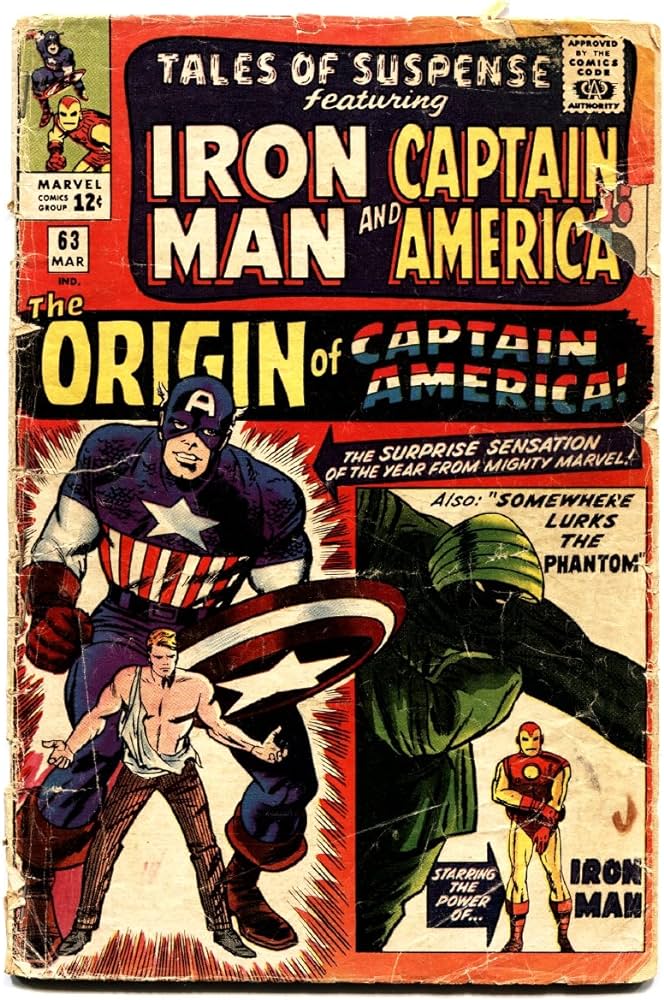 TALES OF SUSPENSE
featuring
IRON MAN
AND
CAPTAIN AMERICA
APPROVED
BY THE
COMICS
CODE
CA
AUTHORITY
MARVEL
COMICS
GROUP
12¢
63
MAR
IND.
The
ORIGIN of CAPTAIN
AMERICA!
A
THE SURPRISE SENSATION
OF THE YEAR FROM MIGHTY MARVEL!
Also: "SOMEWHERE
LURKS
THE
PHANTOM"
STARRING
THE
POWER
OF...
IRON
MAN